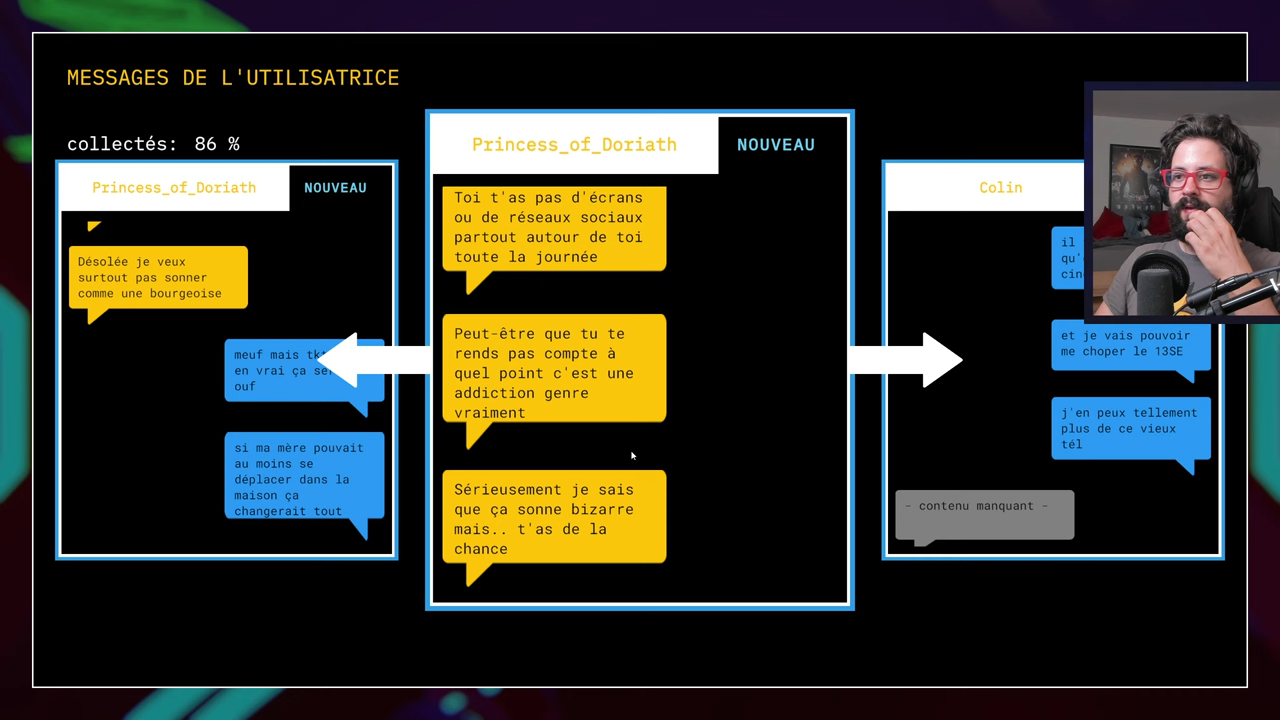 MESSAGES DE L'UTILISATRICE
collectés: 86 %
Princess_of_Doriath
NOUVEAU
Désolée je veux
surtout pas sonner
comme une bourgeoise
meuf mais
en vrai ça
ouf
si ma mère pouvait
au moins se
déplacer dans la
maison ça
changerait tout
Princess_of_Doriath
NOUVEAU
Toi t'as pas d'écrans
ou de réseaux sociaux
partout autour de toi
toute la journée
Peut-être que tu te
rends pas compte à
quel point c'est une
addiction genre
vraiment
Sérieusement je sais
que ça sonne bizarre
mais.. t'as de la
chance
Colin
il
et je vais pouvoir
me choper le 13SE
j'en peux tellement
plus de ce vieux
tél
- contenu manquant -